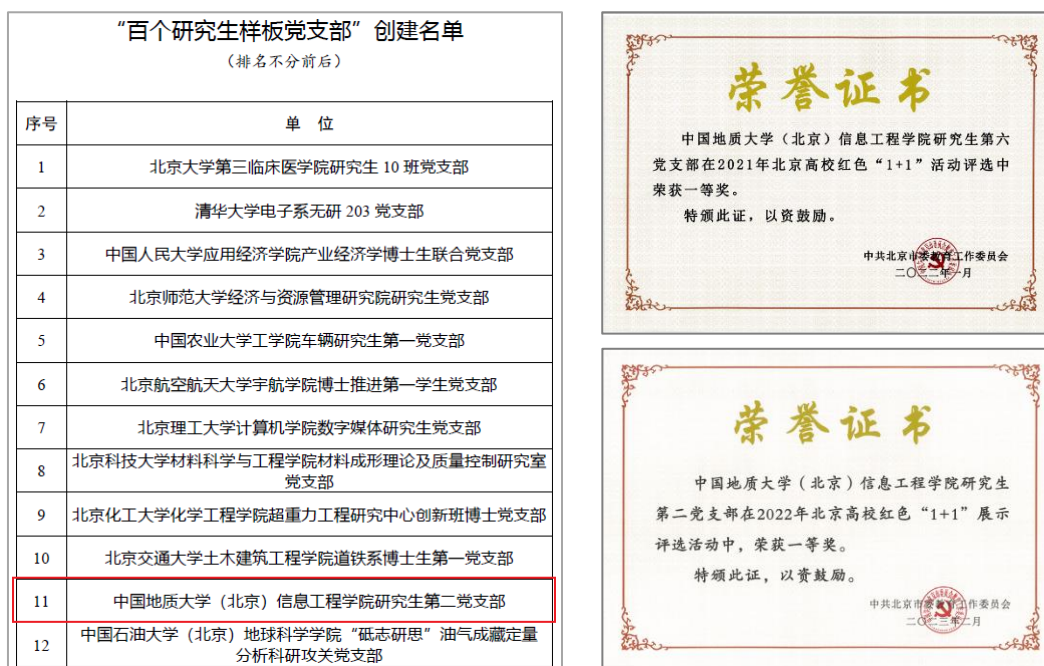 “百个研究生样板党支部”创建名单
（排名不分前后）
序号 单 位
1 北京大学第三临床医学院研究生 10 班党支部
2 清华大学电子系无研 203 党支部
3 中国人民大学应用经济学院产业经济学博士生联合党支部
4 北京师范大学经济与资源管理研究院研究生党支部
5 中国农业大学工学院车辆研究生第一党支部
6 北京航空航天大学宇航学院博士推进第一学生党支部
7 北京理工大学计算机学院数字媒体研究生党支部
8 北京科技大学材料科学与工程学院材料成形理论及质量控制研究室
党支部
9 北京化工大学化学工程学院超重力工程研究中心创新班博士党支部
10 北京交通大学土木建筑工程学院道铁系博士生第一党支部
11 中国地质大学（北京）信息工程学院研究生第二党支部
12 中国石油大学（北京）地球科学学院“砥志研思”油气成藏定量
分析科研攻关党支部
荣誉证书
中国地质大学（北京）信息工程学院研究生第六
党支部在2021年北京高校红色“1+1”活动评选中
荣获一等奖。
特颁此证，以资鼓励。
中共北京市委教育工作委员会
二〇二二年一月
荣誉证书
中国地质大学（北京）信息工程学院研究生
第二党支部在2022年北京高校红色“1+1”展示
评选活动中，荣获一等奖。
特颁此证，以资鼓励。
中共北京市委教育工作委员会
二〇二三年二月